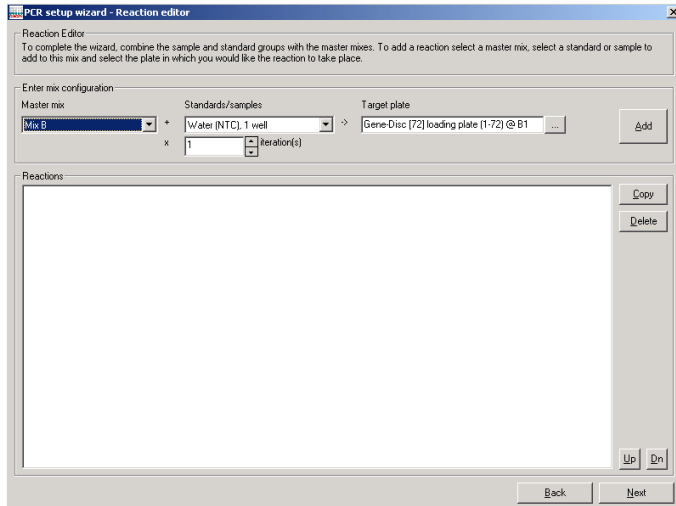 PCR setup wizard - Reaction editor
Reaction Editor
To complete the wizard, combine the sample and standard groups with the master mixes. To add a reaction select a master mix, select a standard or sample to
add to this mix and select the plate in which you would like the reaction to take place.
Enter mix configuration
Master mix Standards/samples Target plate
Mix B + Water (NTC), 1 well -> Gene-Disc [72] loading plate (1-72) @ B1 ... Add
x 1 iteration(s)
Reactions
Copy
Delete
Up Dn
Back Next